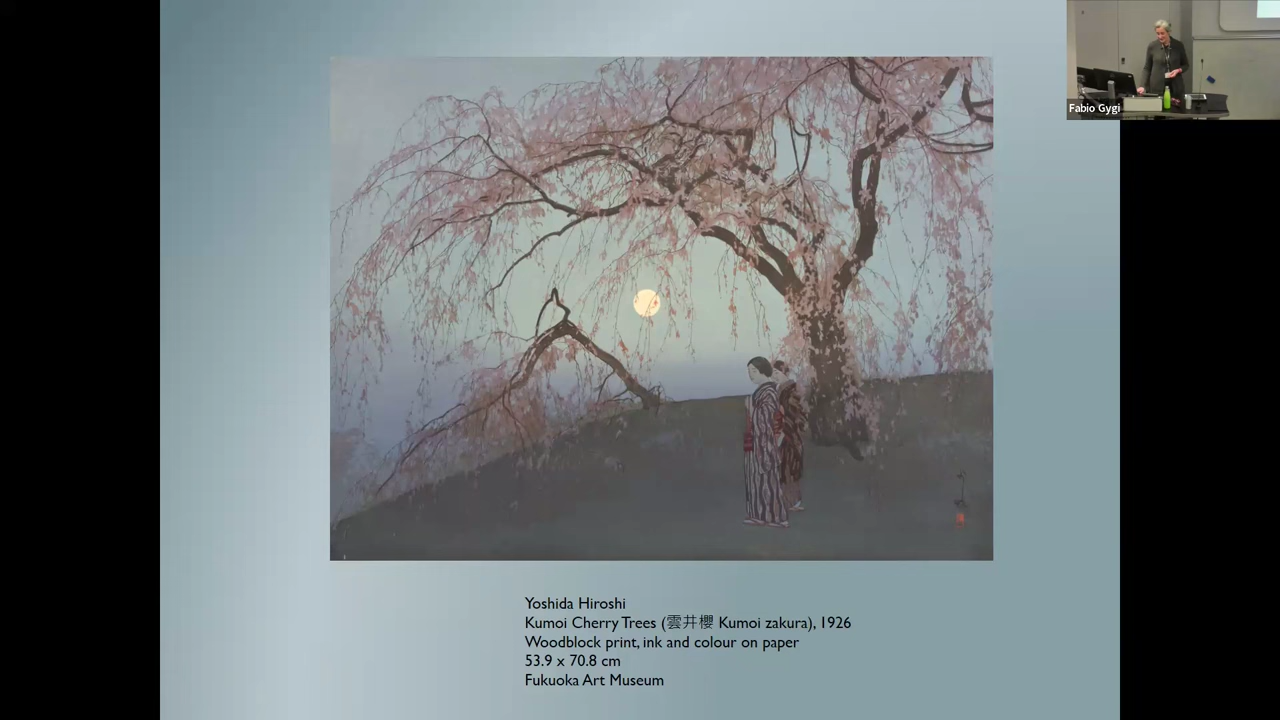 Fabio Gygi
Yoshida Hiroshi
Kumoi Cherry Trees (雲井櫻 Kumoi zakura), 1926
Woodblock print, ink and colour on paper
53.9 x 70.8 cm
Fukuoka Art Museum